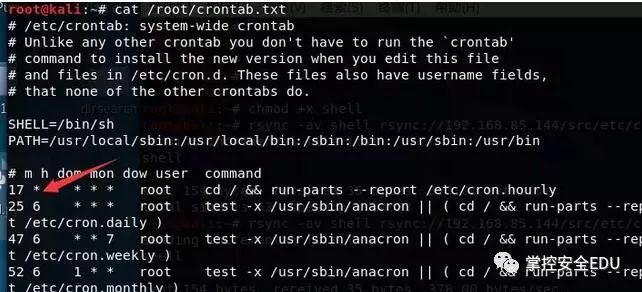 root@kali:~# cat /root/crontab.txt
# /etc/crontab: system-wide crontab
# Unlike any other crontab you don't have to run the `crontab'
# command to install the new version when you edit this file
# and files in /etc/cron.d. These files also have username fields,
# that none of the other crontabs do.
SHELL=/bin/sh
PATH=/usr/local/sbin:/usr/local/bin:/sbin:/bin:/usr/sbin:/usr/bin
# m h dom mon dow user command
17 * * * * root cd / && run-parts --report /etc/cron.hourly
25 6 * * * root test -x /usr/sbin/anacron || ( cd / && run-parts --rep
t /etc/cron.daily )
47 6 * * 7 root test -x /usr/sbin/anacron || ( cd / && run-parts --rep
t /etc/cron.weekly )
52 6 1 * * root test -x /usr/sbin/anacron || ( cd / && run-parts --rep
t /etc/cron.monthly )
掌控安全EDU